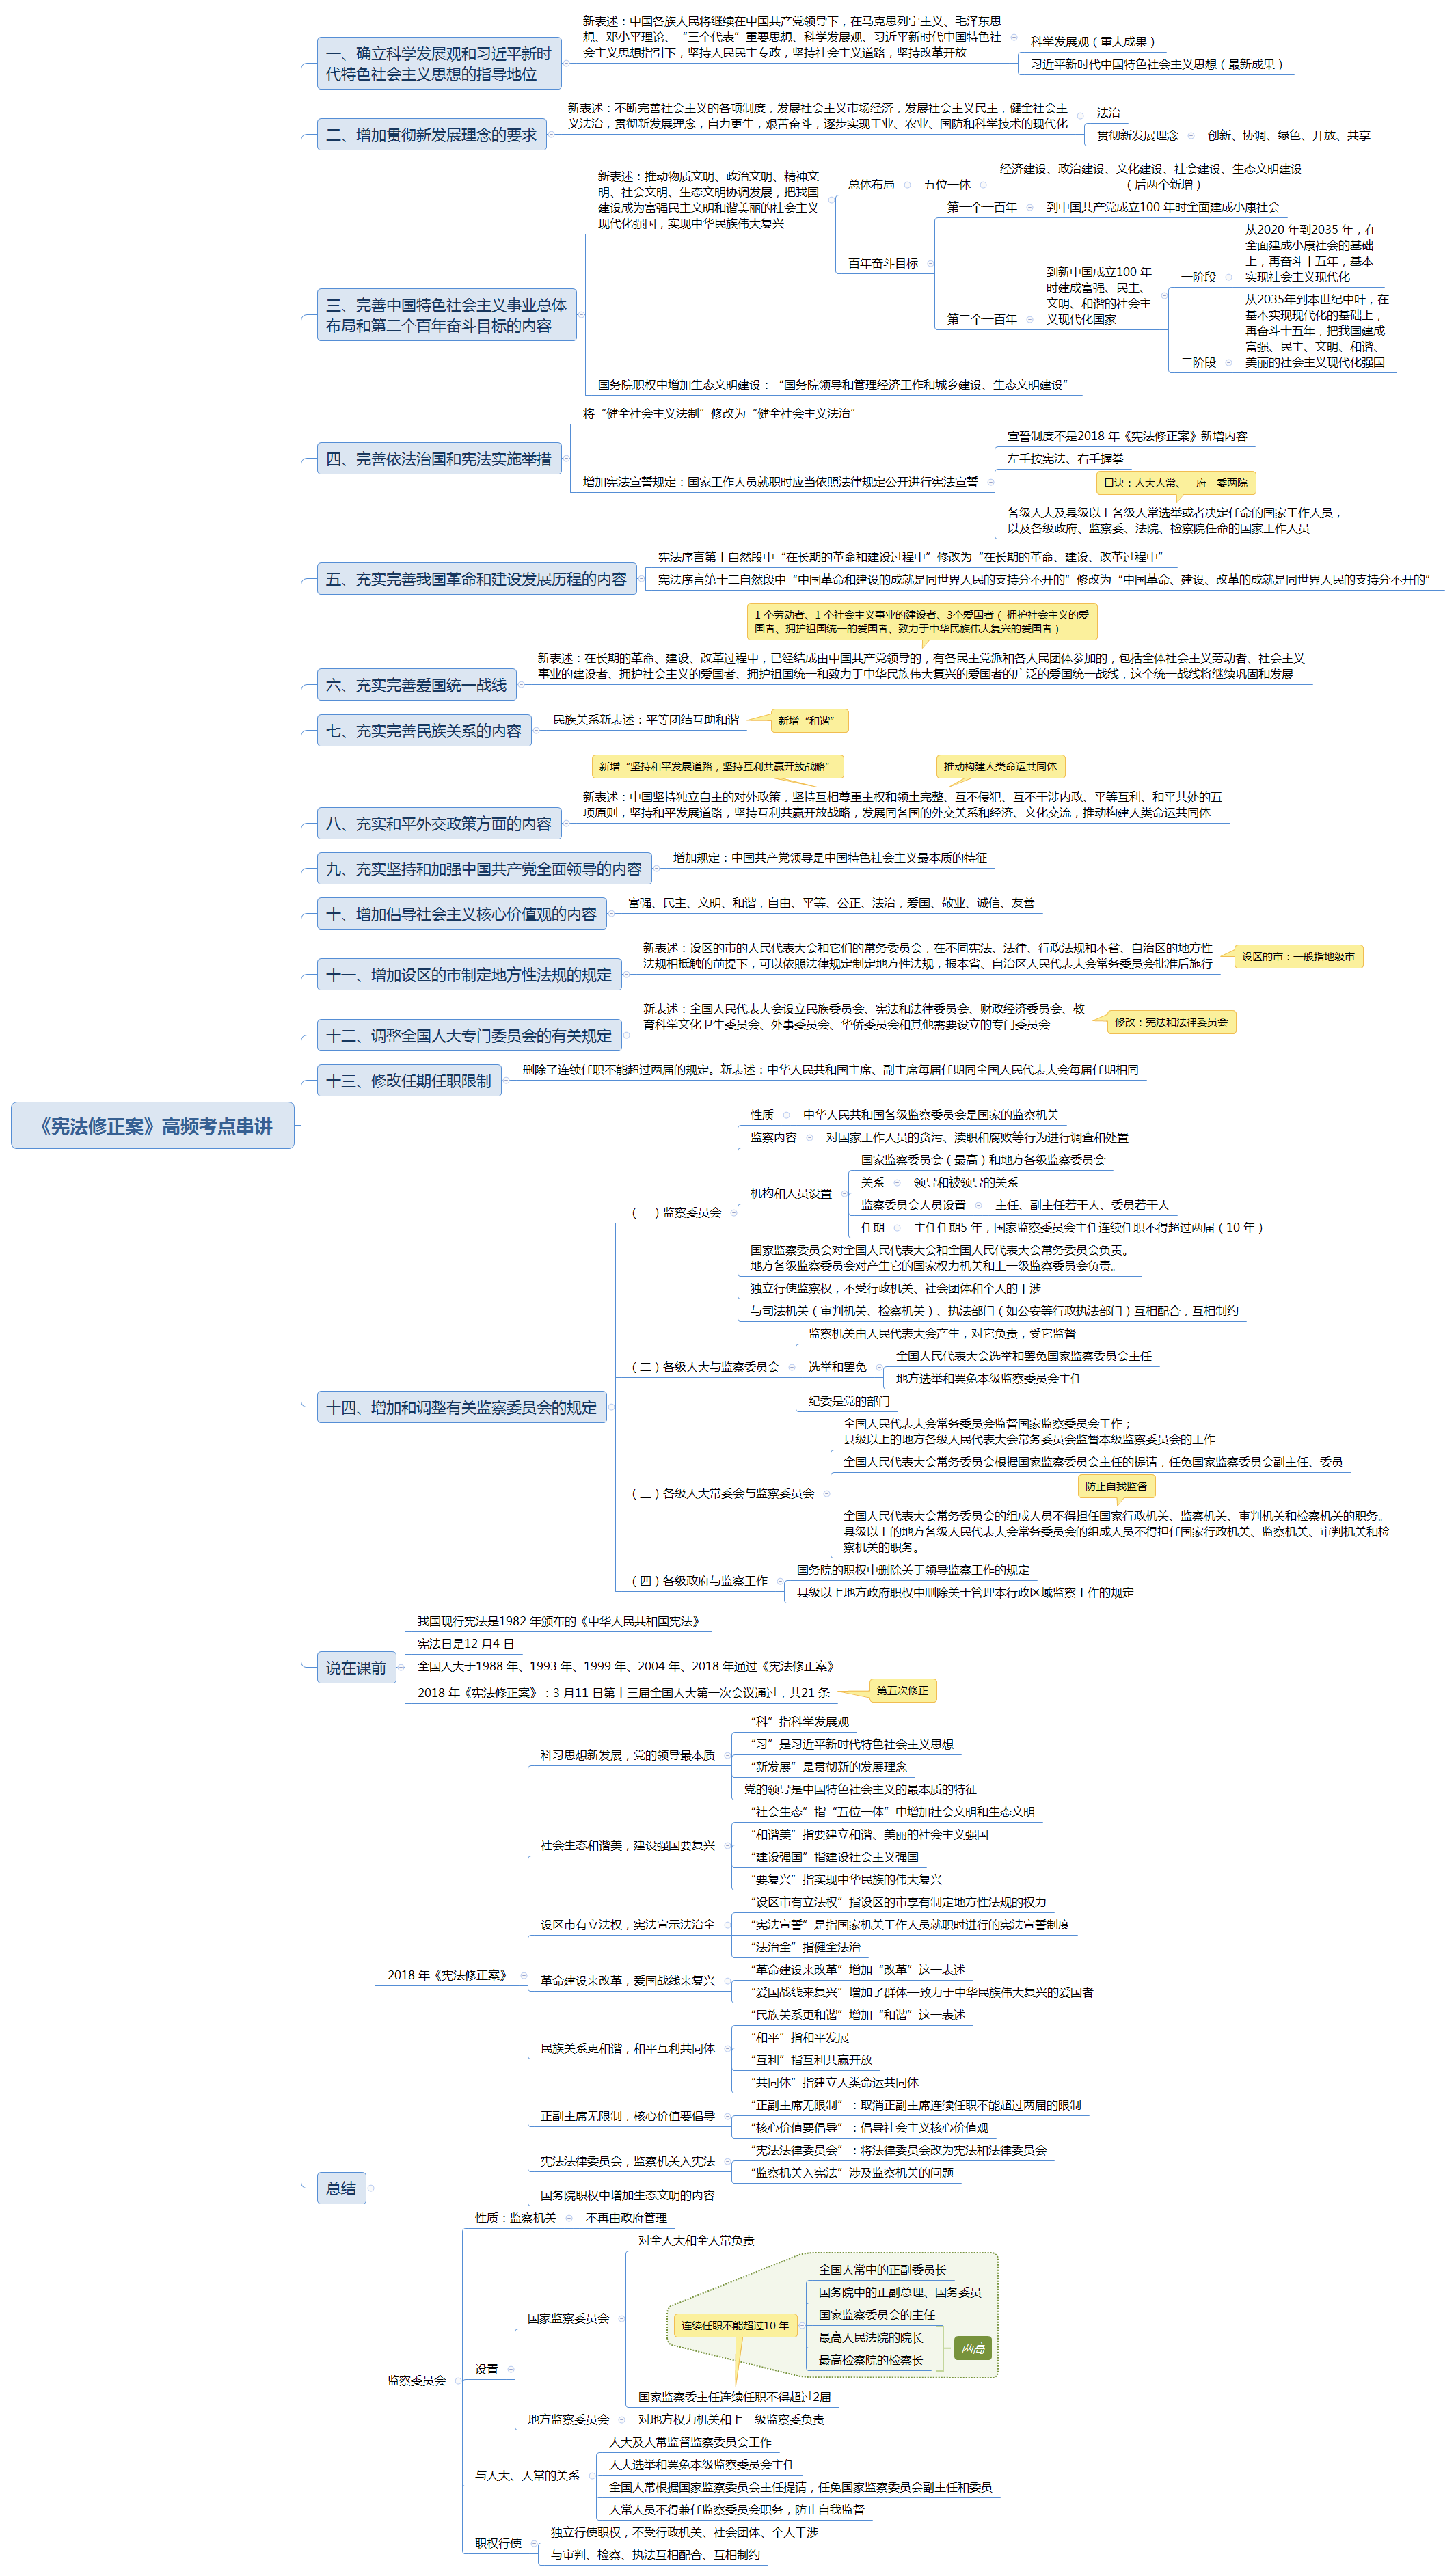 《宪法修正案》高频考点串讲
一、确立科学发展观和习近平新时
代特色社会主义思想的指导地位
新表述：中国各族人民将继续在中国共产党领导下，在马克思列宁主义、毛泽东思
想、邓小平理论、“三个代表”重要思想、科学发展观、习近平新时代中国特色社
会主义思想指引下，坚持人民民主专政，坚持社会主义道路，坚持改革开放
科学发展观（重大成果）
习近平新时代中国特色社会主义思想（最新成果）
二、增加贯彻新发展理念的要求
新表述：不断完善社会主义的各项制度，发展社会主义市场经济，发展社会主义民主，健全社会主
义法治，贯彻新发展理念，自力更生，艰苦奋斗，逐步实现工业、农业、国防和科学技术的现代化
法治
贯彻新发展理念
创新、协调、绿色、开放、共享
三、完善中国特色社会主义事业总体
布局和第二个百年奋斗目标的内容
新表述：推动物质文明、政治文明、精神文
明、社会文明、生态文明协调发展，把我国
建设成为富强民主文明和谐美丽的社会主义
现代化强国，实现中华民族伟大复兴
总体布局
五位一体
经济建设、政治建设、文化建设、社会建设、生态文明建设
（后两个新增）
百年奋斗目标
第一个一百年
到中国共产党成立100 年时全面建成小康社会
第二个一百年
到新中国成立100 年
时建成富强、民主、
文明、和谐的社会主
义现代化国家
一阶段
从2020 年到2035 年，在
全面建成小康社会的基础
上，再奋斗十五年，基本
实现社会主义现代化
二阶段
从2035年到本世纪中叶，在
基本实现现代化的基础上，
再奋斗十五年，把我国建成
富强、民主、文明、和谐、
美丽的社会主义现代化强国
国务院职权中增加生态文明建设：“国务院领导和管理经济工作和城乡建设、生态文明建设”
四、完善依法治国和宪法实施举措
将“健全社会主义法制”修改为“健全社会主义法治”
增加宪法宣誓规定：国家工作人员就职时应当依照法律规定公开进行宪法宣誓
宣誓制度不是2018 年《宪法修正案》新增内容
左手按宪法、右手握拳
口诀：人大人常、一府一委两院
各级人大及县级以上各级人常选举或者决定任命的国家工作人员，
以及各级政府、监察委、法院、检察院任命的国家工作人员
五、充实完善我国革命和建设发展历程的内容
宪法序言第十自然段中“在长期的革命和建设过程中”修改为“在长期的革命、建设、改革过程中”
宪法序言第十二自然段中“中国革命和建设的成就是同世界人民的支持分不开的”修改为“中国革命、建设、改革的成就是同世界人民的支持分不开的”
1 个劳动者、1 个社会主义事业的建设者、3个爱国者（ 拥护社会主义的爱
国者、拥护祖国统一的爱国者、致力于中华民族伟大复兴的爱国者）
六、充实完善爱国统一战线
新表述：在长期的革命、建设、改革过程中，已经结成由中国共产党领导的，有各民主党派和各人民团体参加的，包括全体社会主义劳动者、社会主义
事业的建设者、拥护社会主义的爱国者、拥护祖国统一和致力于中华民族伟大复兴的爱国者的广泛的爱国统一战线，这个统一战线将继续巩固和发展
七、充实完善民族关系的内容
民族关系新表述：平等团结互助和谐
新增“和谐”
新增“坚持和平发展道路，坚持互利共赢开放战略”
推动构建人类命运共同体
八、充实和平外交政策方面的内容
新表述：中国坚持独立自主的对外政策，坚持互相尊重主权和领土完整、互不侵犯、互不干涉内政、平等互利、和平共处的五
项原则，坚持和平发展道路，坚持互利共赢开放战略，发展同各国的外交关系和经济、文化交流，推动构建人类命运共同体
九、充实坚持和加强中国共产党全面领导的内容
增加规定：中国共产党领导是中国特色社会主义最本质的特征
十、增加倡导社会主义核心价值观的内容
富强、民主、文明、和谐，自由、平等、公正、法治，爱国、敬业、诚信、友善
十一、增加设区的市制定地方性法规的规定
新表述：设区的市的人民代表大会和它们的常务委员会，在不同宪法、法律、行政法规和本省、自治区的地方性
法规相抵触的前提下，可以依照法律规定制定地方性法规，报本省、自治区人民代表大会常务委员会批准后施行
设区的市：一般指地级市
十二、调整全国人大专门委员会的有关规定
新表述：全国人民代表大会设立民族委员会、宪法和法律委员会、财政经济委员会、教
育科学文化卫生委员会、外事委员会、华侨委员会和其他需要设立的专门委员会
修改：宪法和法律委员会
十三、修改任期任职限制
删除了连续任职不能超过两届的规定。新表述：中华人民共和国主席、副主席每届任期同全国人民代表大会每届任期相同
十四、增加和调整有关监察委员会的规定
（一）监察委员会
性质
中华人民共和国各级监察委员会是国家的监察机关
监察内容
对国家工作人员的贪污、渎职和腐败等行为进行调查和处置
机构和人员设置
国家监察委员会（最高）和地方各级监察委员会
关系
领导和被领导的关系
监察委员会人员设置
主任、副主任若干人、委员若干人
任期
主任任期5 年，国家监察委员会主任连续任职不得超过两届（10 年）
国家监察委员会对全国人民代表大会和全国人民代表大会常务委员会负责。
地方各级监察委员会对产生它的国家权力机关和上一级监察委员会负责。
独立行使监察权，不受行政机关、社会团体和个人的干涉
与司法机关（审判机关、检察机关）、执法部门（如公安等行政执法部门）互相配合，互相制约
（二）各级人大与监察委员会
监察机关由人民代表大会产生，对它负责，受它监督
选举和罢免
全国人民代表大会选举和罢免国家监察委员会主任
地方选举和罢免本级监察委员会主任
纪委是党的部门
（三）各级人大常委会与监察委员会
全国人民代表大会常务委员会监督国家监察委员会工作；
县级以上的地方各级人民代表大会常务委员会监督本级监察委员会的工作
全国人民代表大会常务委员会根据国家监察委员会主任的提请，任免国家监察委员会副主任、委员
防止自我监督
全国人民代表大会常务委员会的组成人员不得担任国家行政机关、监察机关、审判机关和检察机关的职务。
县级以上的地方各级人民代表大会常务委员会的组成人员不得担任国家行政机关、监察机关、审判机关和检
察机关的职务。
（四）各级政府与监察工作
国务院的职权中删除关于领导监察工作的规定
县级以上地方政府职权中删除关于管理本行政区域监察工作的规定
说在课前
我国现行宪法是1982 年颁布的《中华人民共和国宪法》
宪法日是12 月4 日
全国人大于1988 年、1993 年、1999 年、2004 年、2018 年通过《宪法修正案》
2018 年《宪法修正案》：3 月11 日第十三届全国人大第一次会议通过，共21 条
第五次修正
总结
2018 年《宪法修正案》
科习思想新发展，党的领导最本质
“科”指科学发展观
“习”是习近平新时代特色社会主义思想
“新发展”是贯彻新的发展理念
党的领导是中国特色社会主义的最本质的特征
社会生态和谐美，建设强国要复兴
“社会生态”指“五位一体”中增加社会文明和生态文明
“和谐美”指要建立和谐、美丽的社会主义强国
“建设强国”指建设社会主义强国
“要复兴”指实现中华民族的伟大复兴
设区市有立法权，宪法宣示法治全
“设区市有立法权”指设区的市享有制定地方性法规的权力
“宪法宣誓”是指国家机关工作人员就职时进行的宪法宣誓制度
“法治全”指健全法治
革命建设来改革，爱国战线来复兴
“革命建设来改革”增加“改革”这一表述
“爱国战线来复兴”增加了群体—致力于中华民族伟大复兴的爱国者
民族关系更和谐，和平互利共同体
“民族关系更和谐”增加“和谐”这一表述
“和平”指和平发展
“互利”指互利共赢开放
“共同体”指建立人类命运共同体
正副主席无限制，核心价值要倡导
“正副主席无限制”：取消正副主席连续任职不能超过两届的限制
“核心价值要倡导”：倡导社会主义核心价值观
宪法法律委员会，监察机关入宪法
“宪法法律委员会”：将法律委员会改为宪法和法律委员会
“监察机关入宪法”涉及监察机关的问题
国务院职权中增加生态文明的内容
监察委员会
性质：监察机关
不再由政府管理
设置
国家监察委员会
对全人大和全人常负责
连续任职不能超过10 年
全国人常中的正副委员长
国务院中的正副总理、国务委员
国家监察委员会的主任
最高人民法院的院长
最高检察院的检察长
两高
国家监察委主任连续任职不得超过2届
地方监察委员会
对地方权力机关和上一级监察委负责
与人大、人常的关系
人大及人常监督监察委员会工作
人大选举和罢免本级监察委员会主任
全国人常根据国家监察委员会主任提请，任免国家监察委员会副主任和委员
人常人员不得兼任监察委员会职务，防止自我监督
职权行使
独立行使职权，不受行政机关、社会团体、个人干涉
与审判、检察、执法互相配合、互相制约